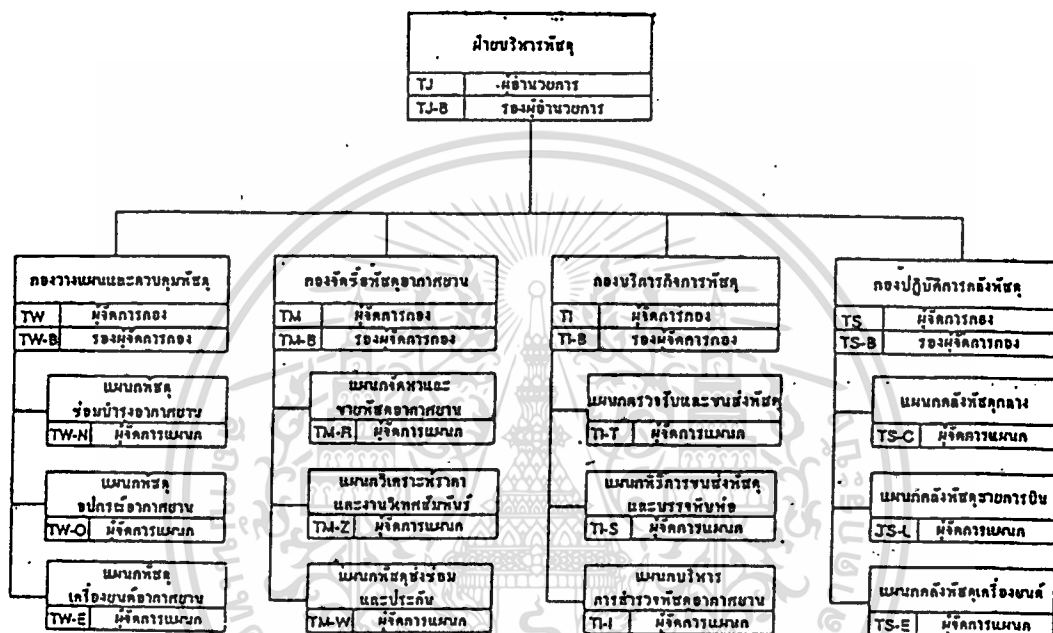 ฝ่ายบริหารพัสดุ
TJ ผู้อำนวยการ
TJ-B รองผู้อำนวยการ
กองวางแผนและควบคุมพัสดุ
TW ผู้จัดการกอง
TW-B รองผู้จัดการกอง
แผนกพัสดุ
ซ่อมบำรุงอากาศยาน
TW-N ผู้จัดการแผนก
แผนกพัสดุ
อุปกรณ์อากาศยาน
TW-O ผู้จัดการแผนก
แผนกพัสดุ
เครื่องยนต์อากาศยาน
TW-E ผู้จัดการแผนก
กองจัดซื้อพัสดุอากาศยาน
TM ผู้จัดการกอง
TM-B รองผู้จัดการกอง
แผนกจัดหาและ
ขายพัสดุอากาศยาน
TM-R ผู้จัดการแผนก
แผนกวิเคราะห์ราคา
และงานวิเทศสัมพันธ์
TM-Z ผู้จัดการแผนก
แผนกพัสดุส่งซ่อม
และประกัน
TM-W ผู้จัดการแผนก
กองบริการกิจการพัสดุ
TI ผู้จัดการกอง
TI-B รองผู้จัดการกอง
แผนกตรวจรับและขนส่งพัสดุ
TI-T ผู้จัดการแผนก
แผนกพิธีการขนส่งพัสดุ
และบรรจุหีบห่อ
TI-S ผู้จัดการแผนก
แผนกบริหาร
การสำรวจพัสดุอากาศยาน
TI-I ผู้จัดการแผนก
กองปฏิบัติการคลังพัสดุ
TS ผู้จัดการกอง
TS-B รองผู้จัดการกอง
แผนกคลังพัสดุกลาง
TS-C ผู้จัดการแผนก
แผนกคลังพัสดุสายการบิน
TS-L ผู้จัดการแผนก
แผนกคลังพัสดุเครื่องยนต์
TS-E ผู้จัดการแผนก